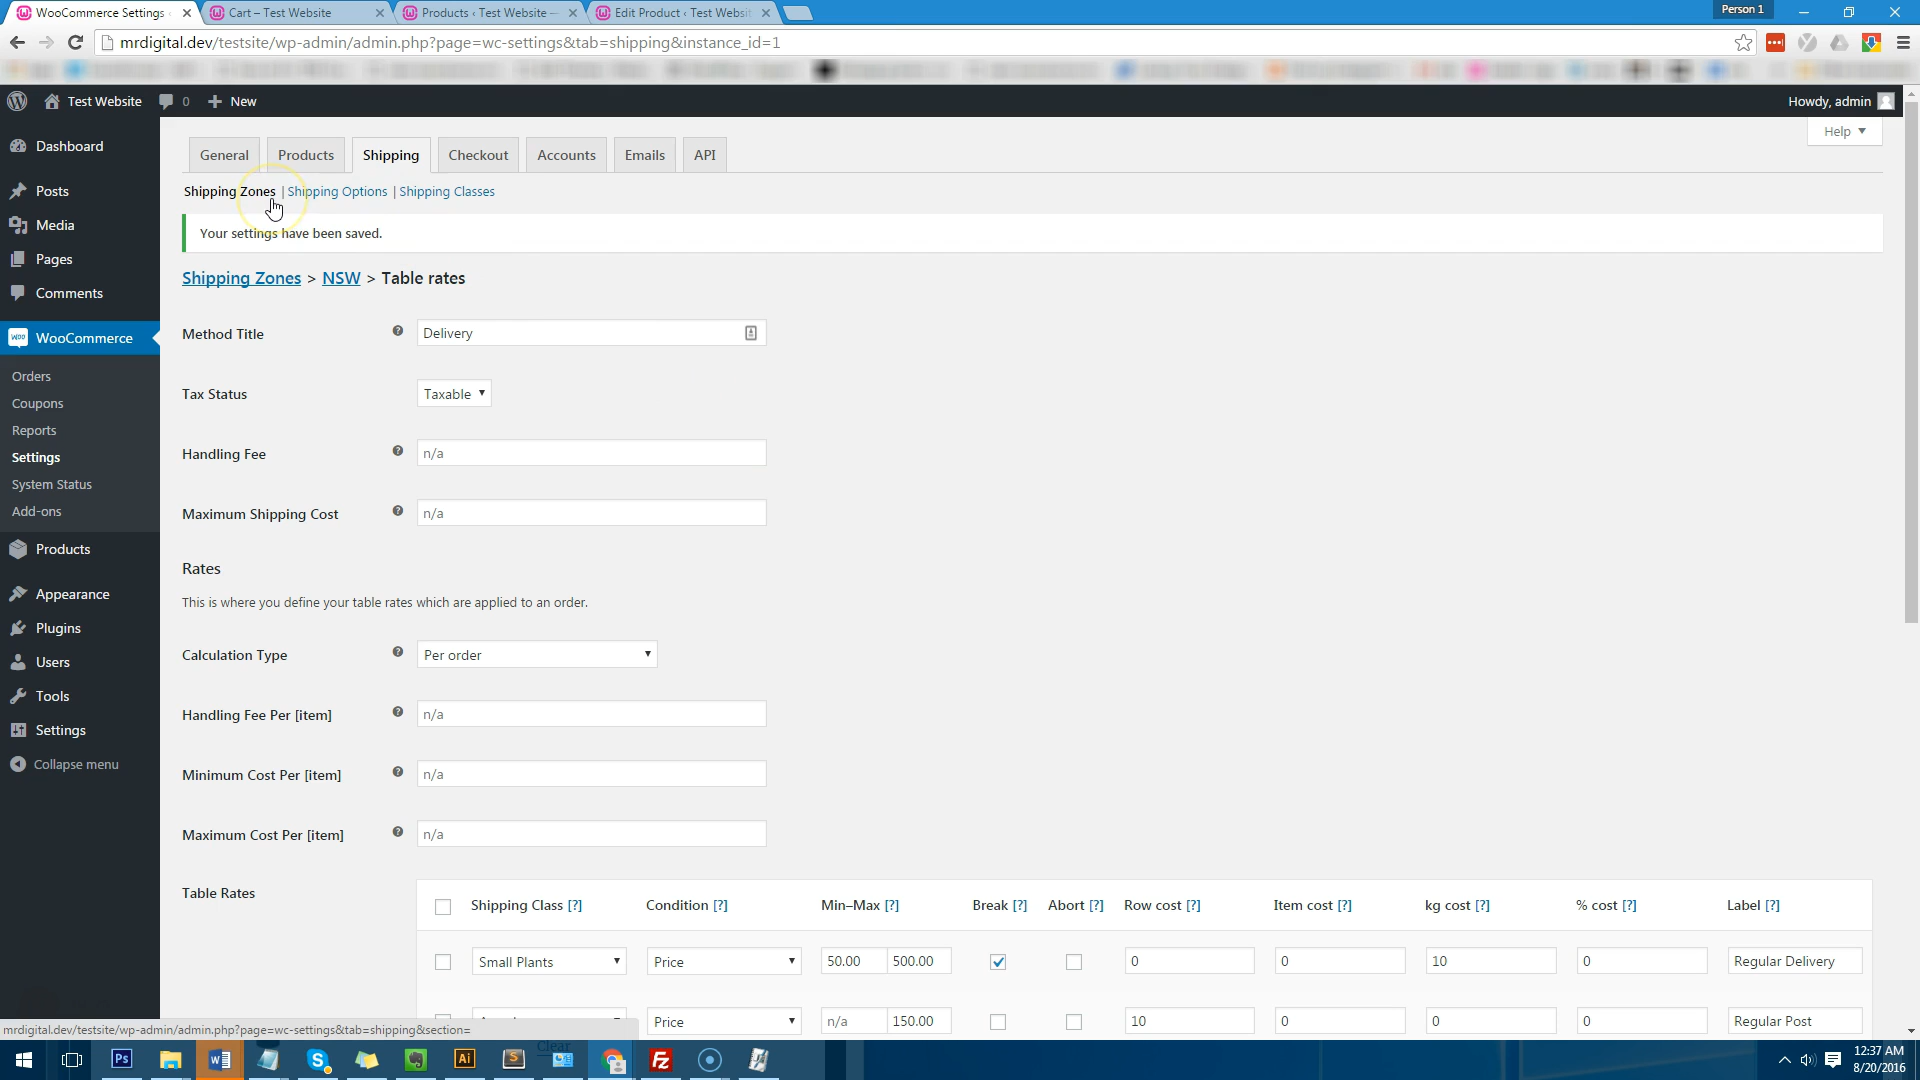 WooCommerce Settings
Cart – Test Website
Products ‹ Test Website —
Edit Product ‹ Test Websit
Person 1
mrdigital.dev/testsite/wp-admin/admin.php?page=wc-settings&tab=shipping&instance_id=1
Test Website
0
New
Howdy, admin
Help
Dashboard
Posts
Media
Pages
Comments
WooCommerce
Orders
Coupons
Reports
Settings
System Status
Add-ons
Products
Appearance
Plugins
Users
Tools
Settings
Collapse menu
General Products Shipping Checkout Accounts Emails API
Shipping Zones | Shipping Options | Shipping Classes
Your settings have been saved.
Shipping Zones > NSW > Table rates
Method Title Delivery
Tax Status Taxable
Handling Fee n/a
Maximum Shipping Cost n/a
Rates
This is where you define your table rates which are applied to an order.
Calculation Type Per order
Handling Fee Per [item] n/a
Minimum Cost Per [item] n/a
Maximum Cost Per [item] n/a
Table Rates
Shipping Class [?] Condition [?] Min–Max [?] Break [?] Abort [?] Row cost [?] Item cost [?] kg cost [?] % cost [?] Label [?]
Small Plants Price 50.00 500.00 0 0 10 0 Regular Delivery
Price n/a 150.00 10 0 0 0 Regular Post
mrdigital.dev/testsite/wp-admin/admin.php?page=wc-settings&tab=shipping&section=
Clear
12:37 AM
8/20/2016